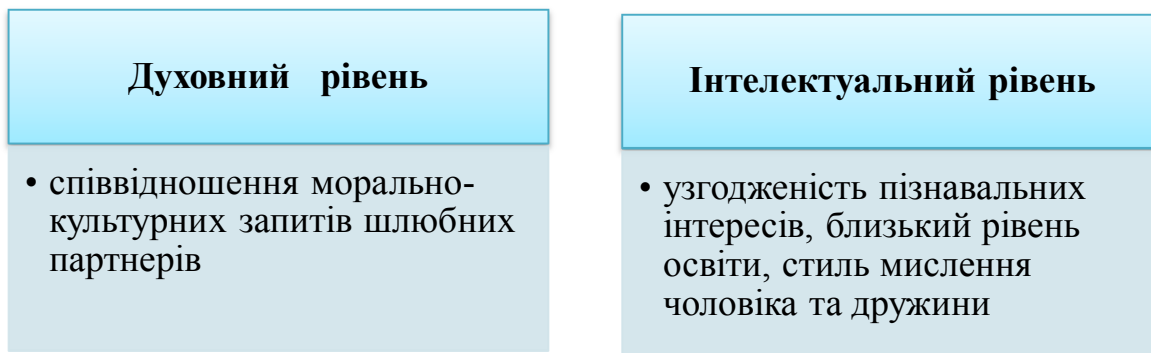 Духовний рівень
• співвідношення морально-
культурних запитів шлюбних
партнерів
Інтелектуальний рівень
• узгодженість пізнавальних
інтересів, близький рівень
освіти, стиль мислення
чоловіка та дружини